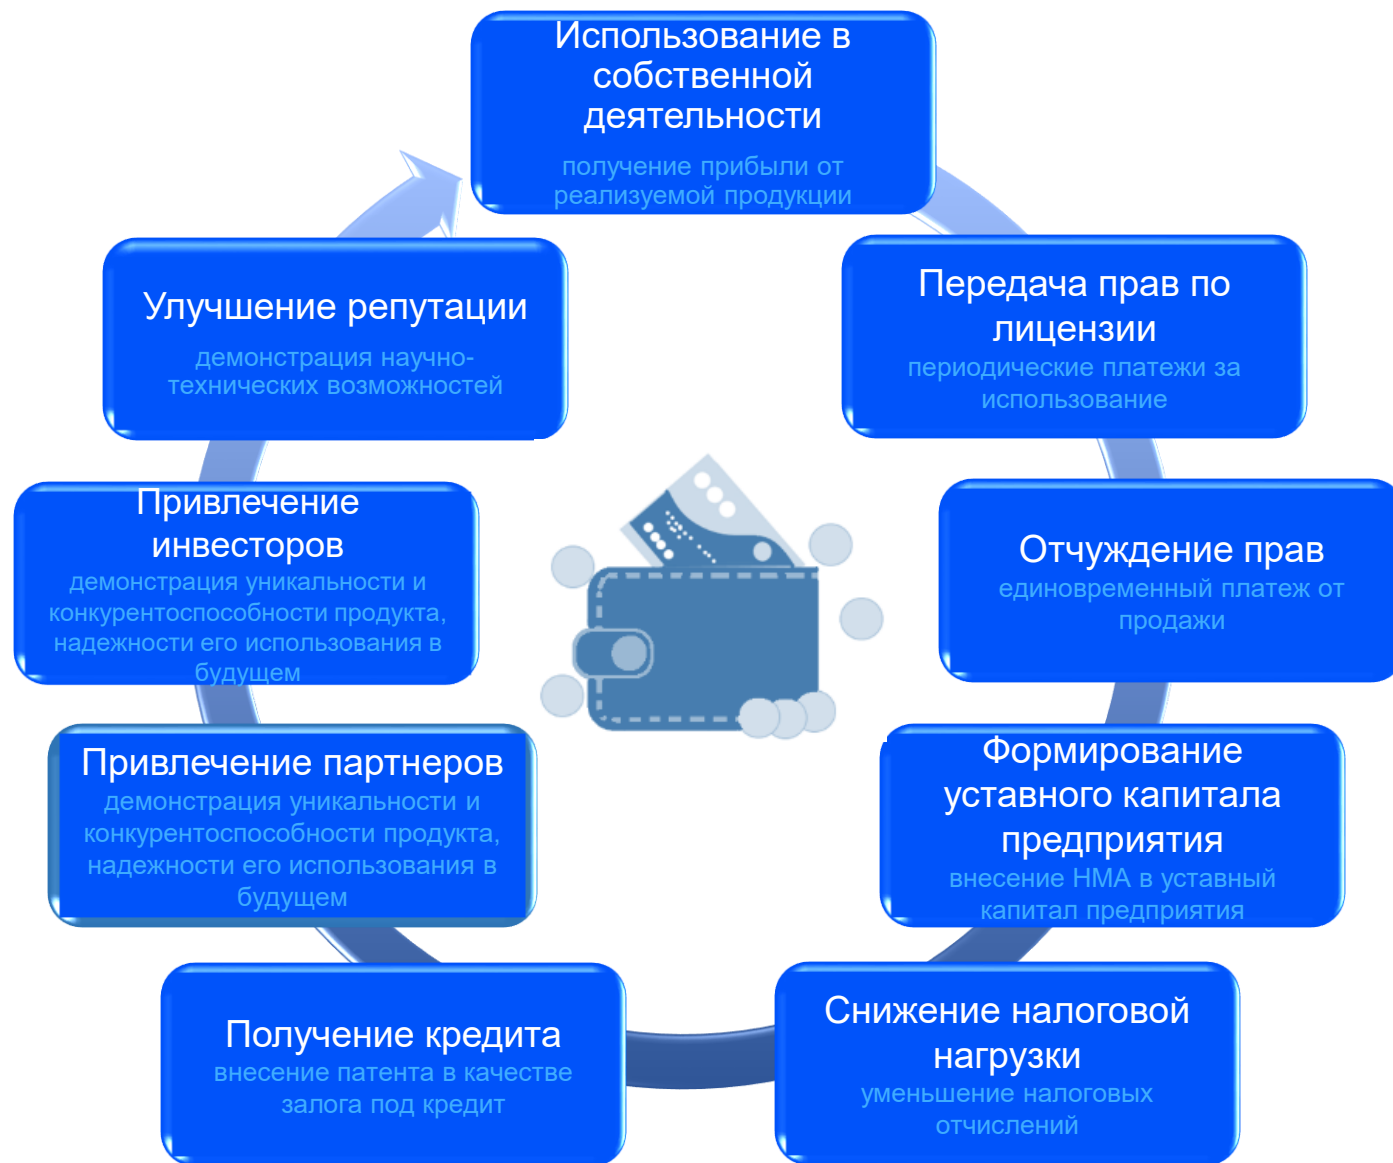 Использование в
собственной
деятельности
получение прибыли от
реализуемой продукции
Передача прав по
лицензии
периодические платежи за
использование
Отчуждение прав
единовременный платеж от
продажи
Формирование
уставного капитала
предприятия
внесение НМА в уставный
капитал предприятия
Снижение налоговой
нагрузки
уменьшение налоговых
отчислений
Получение кредита
внесение патента в качестве
залога под кредит
Привлечение партнеров
демонстрация уникальности и
конкурентоспособности продукта,
надежности его использования в
будущем
Привлечение
инвесторов
демонстрация уникальности и
конкурентоспособности продукта,
надежности его использования в
будущем
Улучшение репутации
демонстрация научно-
технических возможностей